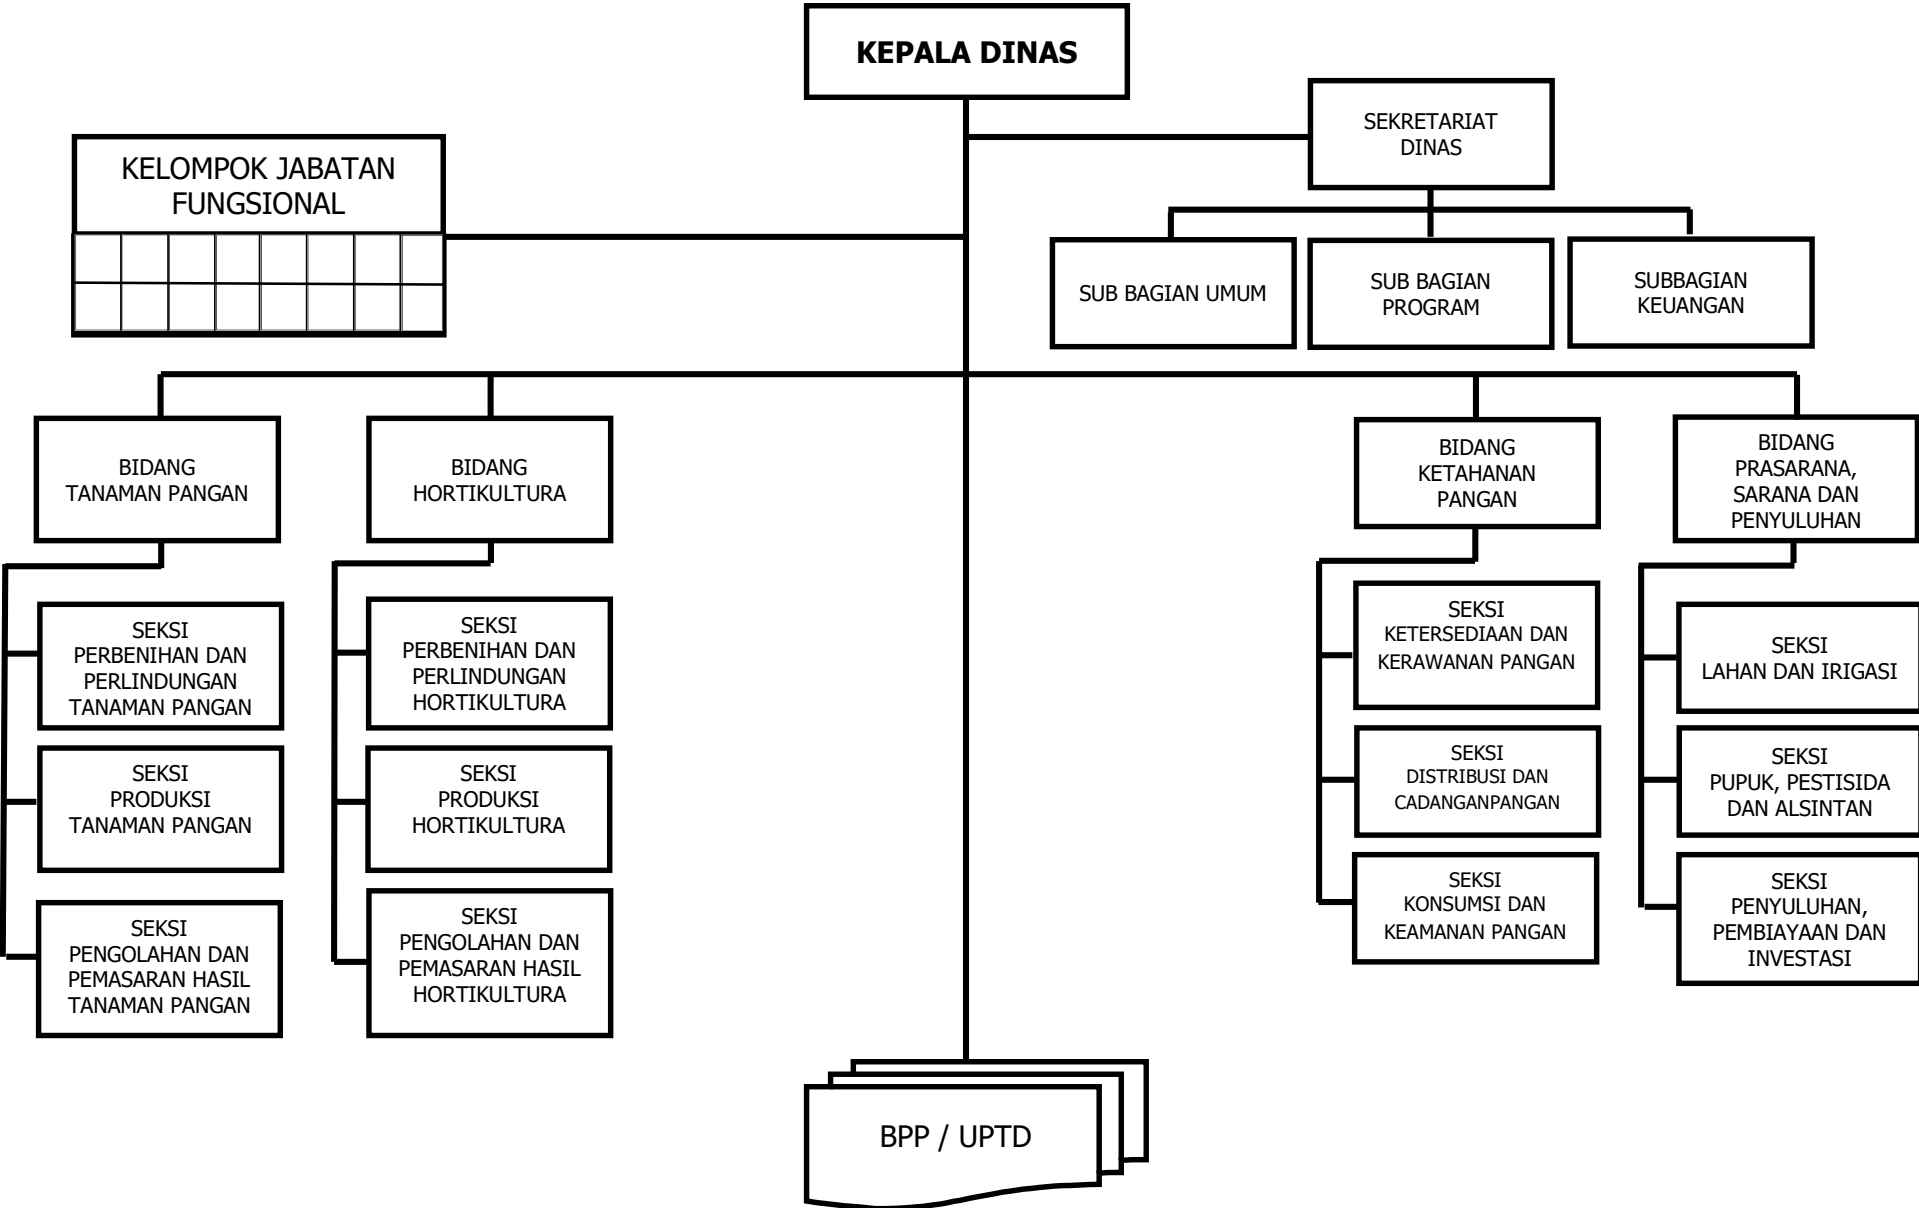 KEPALA DINAS
SEKRETARIAT
DINAS
KELOMPOK JABATAN
FUNGSIONAL
SUB BAGIAN UMUM
SUB BAGIAN
PROGRAM
SUBBAGIAN
KEUANGAN
BIDANG
TANAMAN PANGAN
BIDANG
HORTIKULTURA
BIDANG
KETAHANAN
PANGAN
BIDANG
PRASARANA,
SARANA DAN
PENYULUHAN
SEKSI
PERBENIHAN DAN
PERLINDUNGAN
TANAMAN PANGAN
SEKSI
PERBENIHAN DAN
PERLINDUNGAN
HORTIKULTURA
SEKSI
KETERSEDIAAN DAN
KERAWANAN PANGAN
SEKSI
LAHAN DAN IRIGASI
SEKSI
PRODUKSI
TANAMAN PANGAN
SEKSI
PRODUKSI
HORTIKULTURA
SEKSI
DISTRIBUSI DAN
CADANGANPANGAN
SEKSI
PUPUK, PESTISIDA
DAN ALSINTAN
SEKSI
PENGOLAHAN DAN
PEMASARAN HASIL
TANAMAN PANGAN
SEKSI
PENGOLAHAN DAN
PEMASARAN HASIL
HORTIKULTURA
SEKSI
KONSUMSI DAN
KEAMANAN PANGAN
SEKSI
PENYULUHAN,
PEMBIAYAAN DAN
INVESTASI
BPP / UPTD